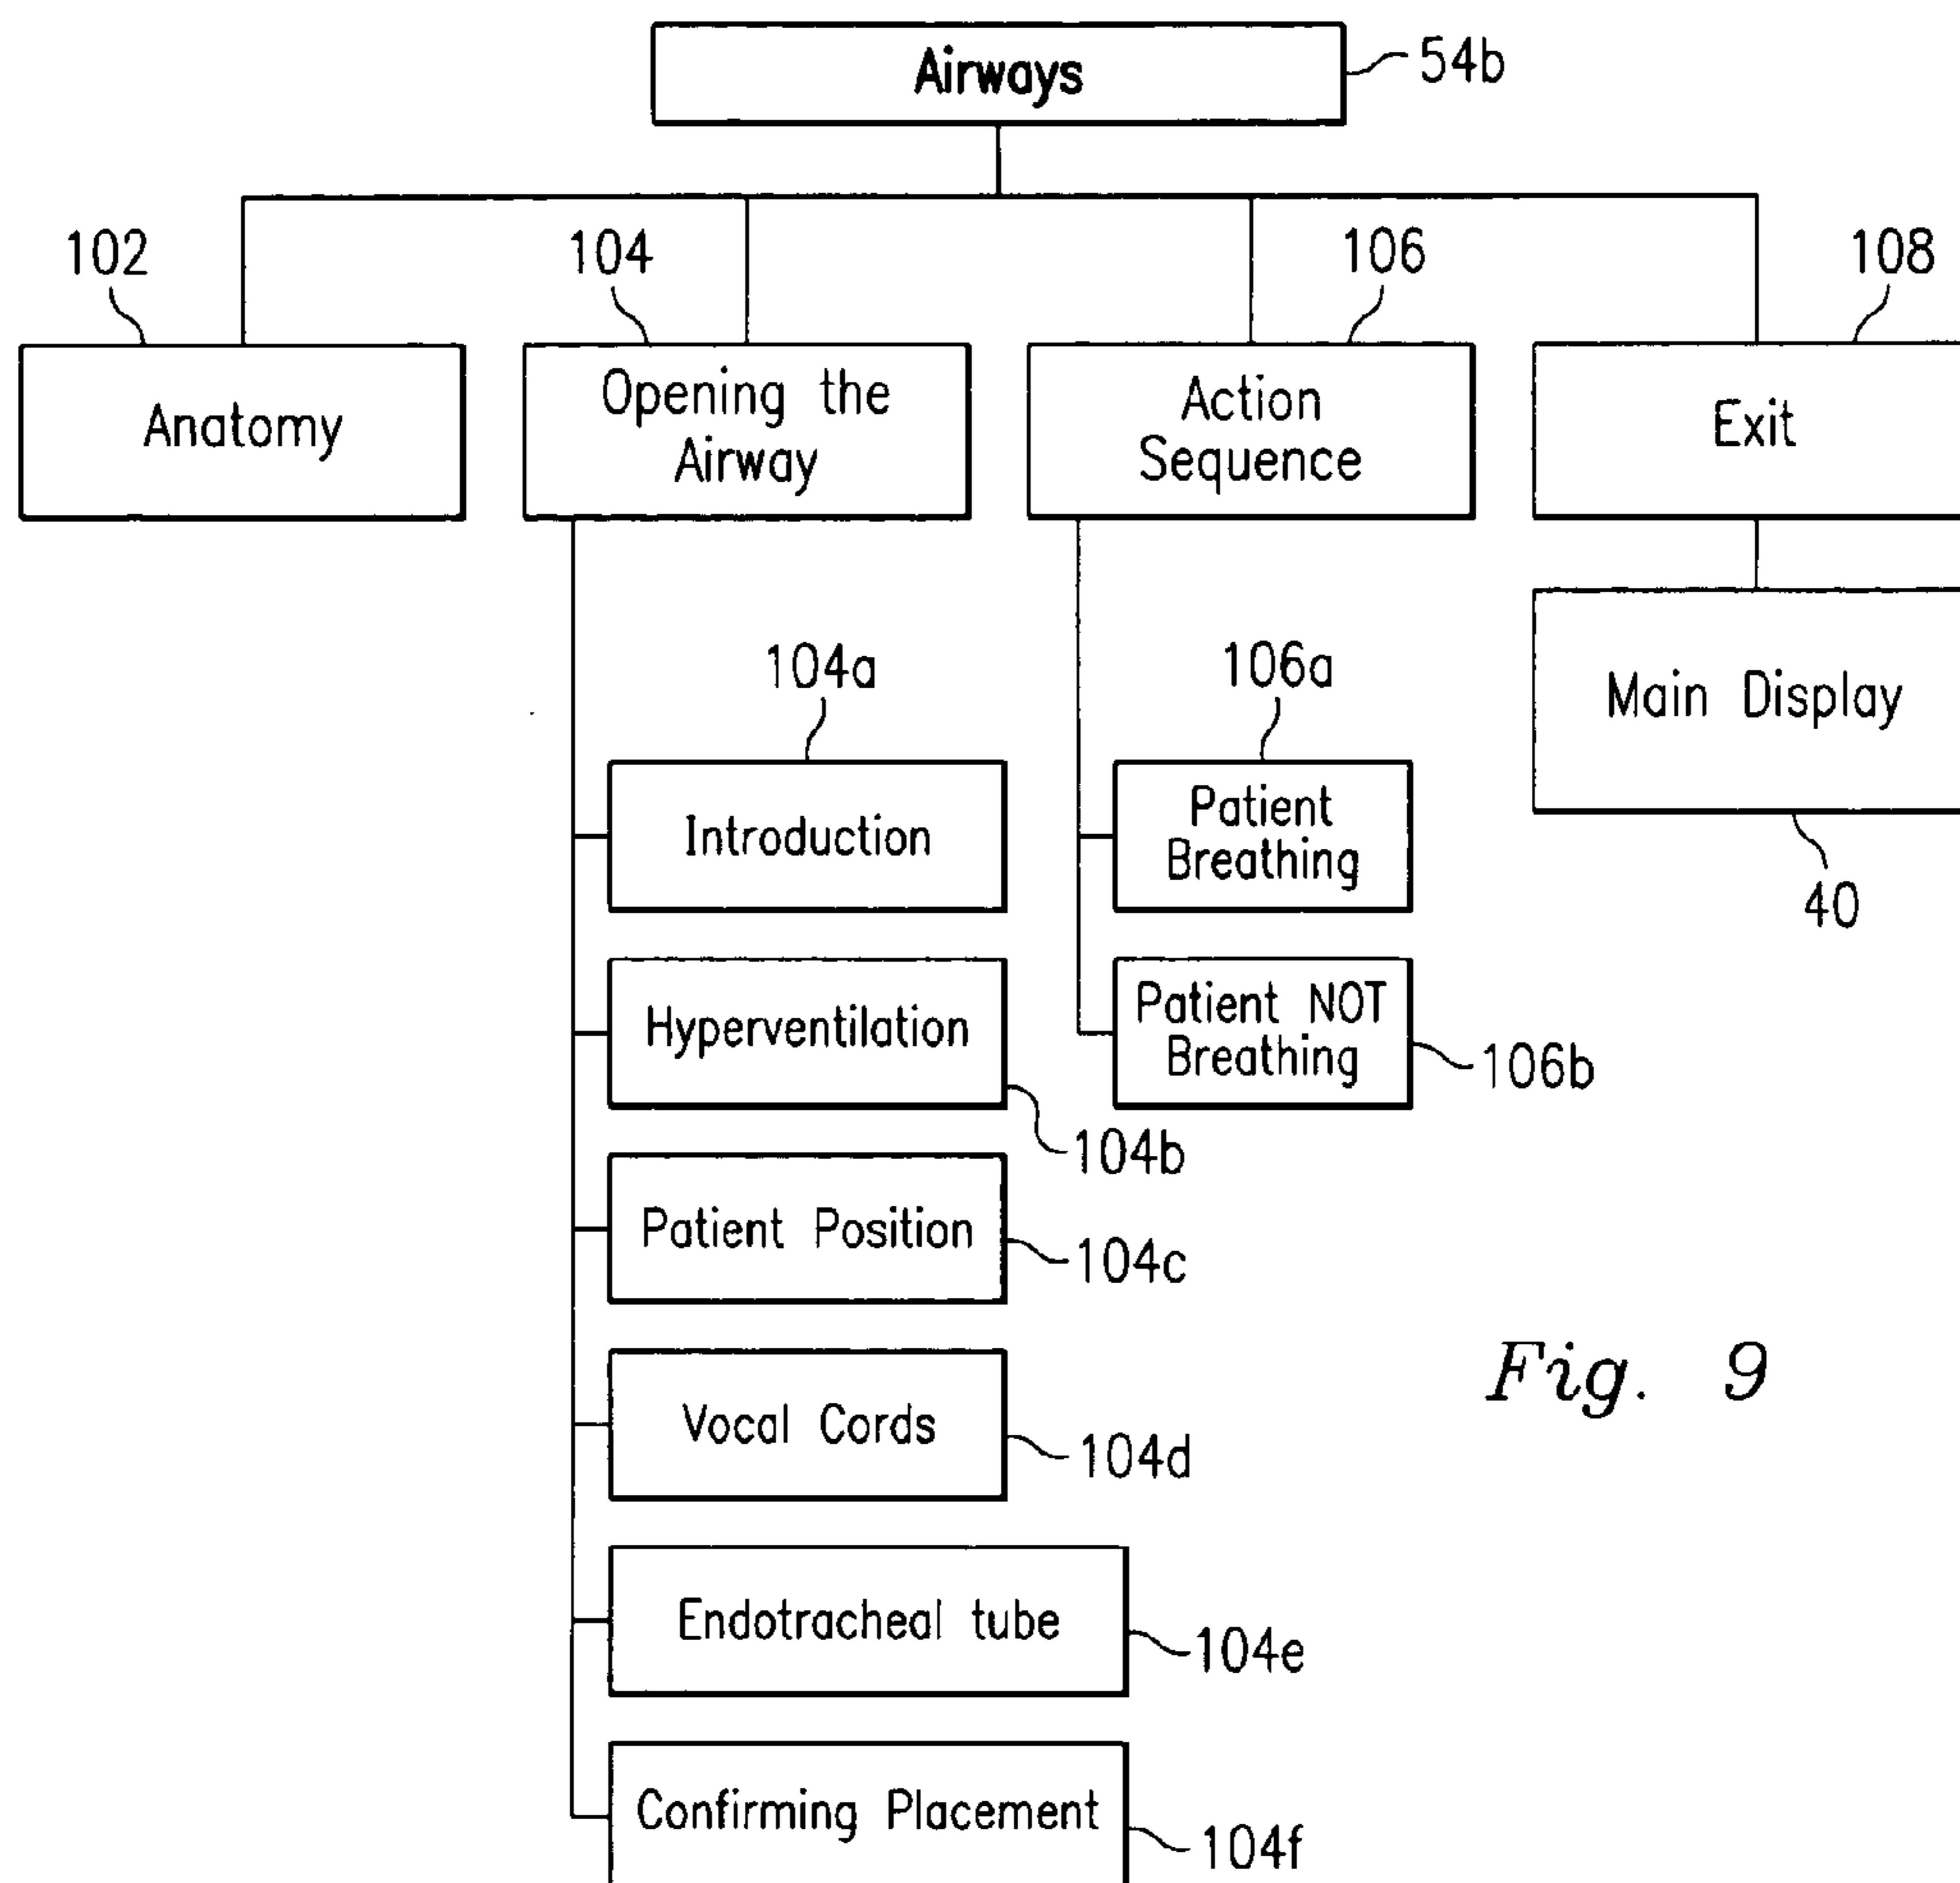 Airways
54b
102
104
106
108
Anatomy
Opening the
Airway
Action
Sequence
Exit
104a
106a
Main Display
40
Introduction
Patient
Breathing
Hyperventilation
104b
Patient NOT
Breathing
106b
Patient Position
104c
Vocal Cords
104d
Endotracheal tube
104e
Confirming Placement
104f
Fig. 9